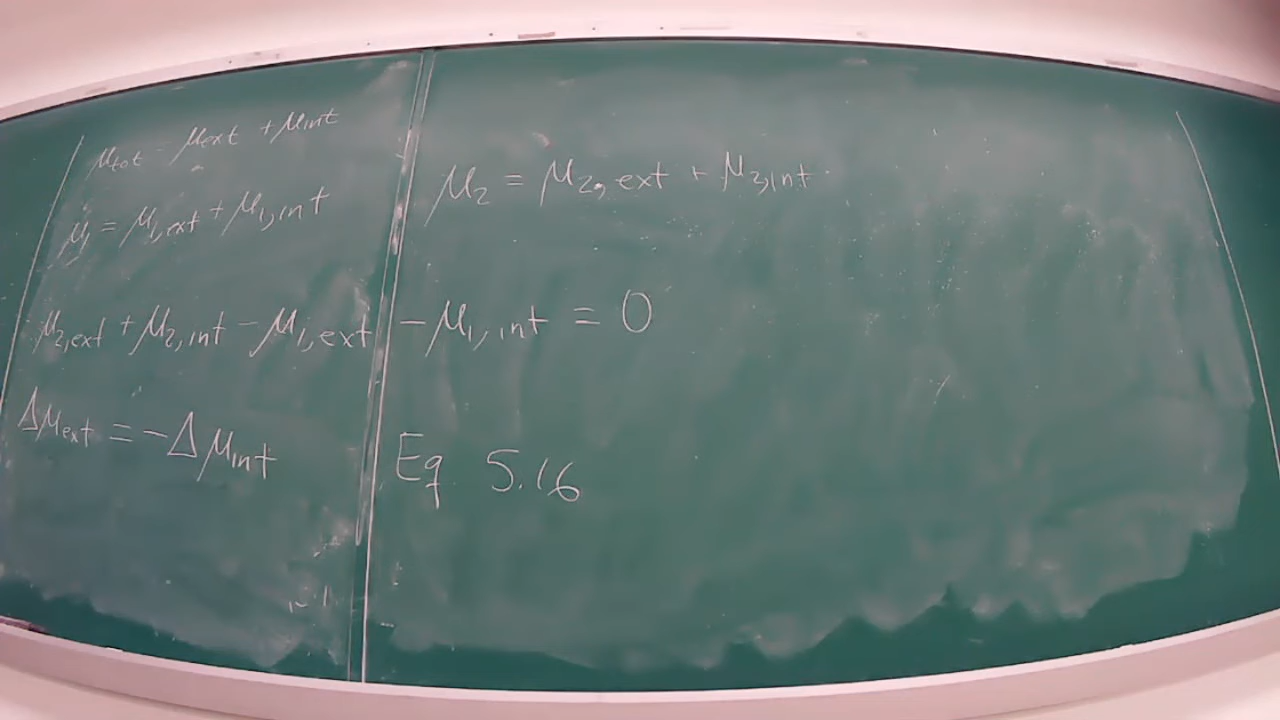 μtot = μext + μint
μ1 = μ1,ext + μ1,int
μ2 = μ2,ext + μ2,int
μ2,ext + μ2,int - μ1,ext - μ1,int = 0
Δμext = -Δμint
Eq. 5.16